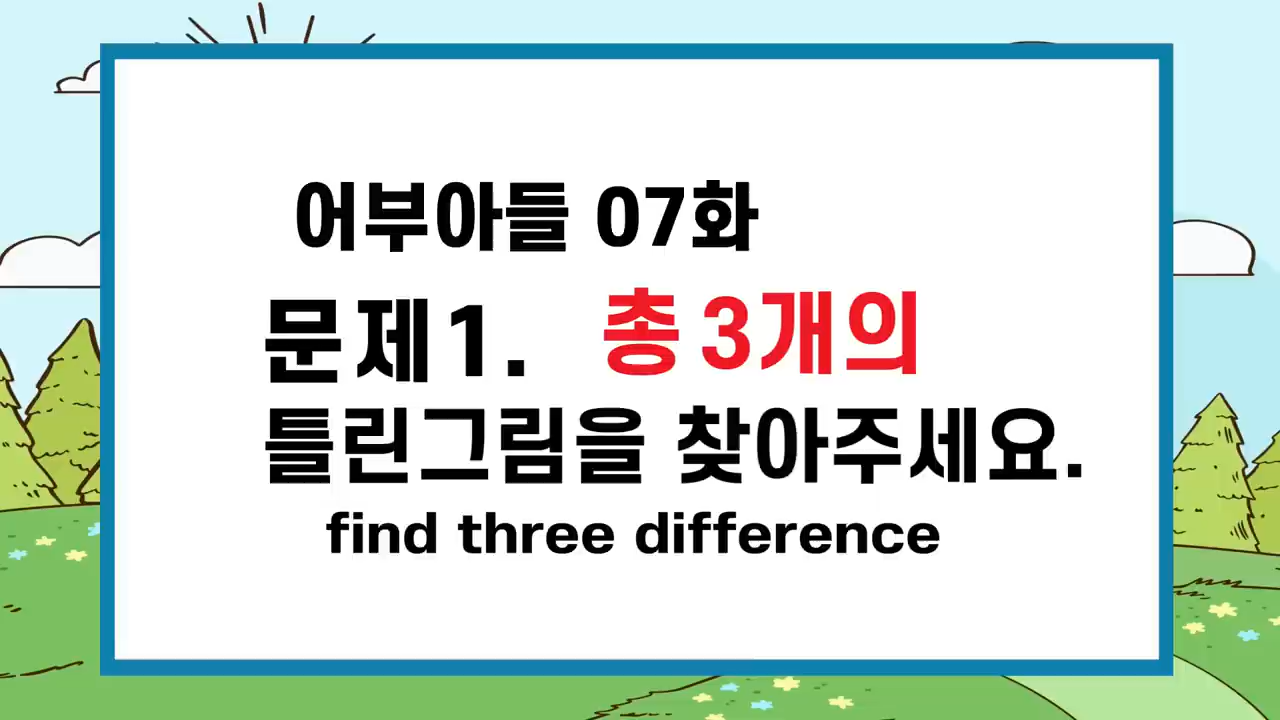 어부아들 07화
문제1. 총 3개의
틀린그림을 찾아주세요.
find three difference